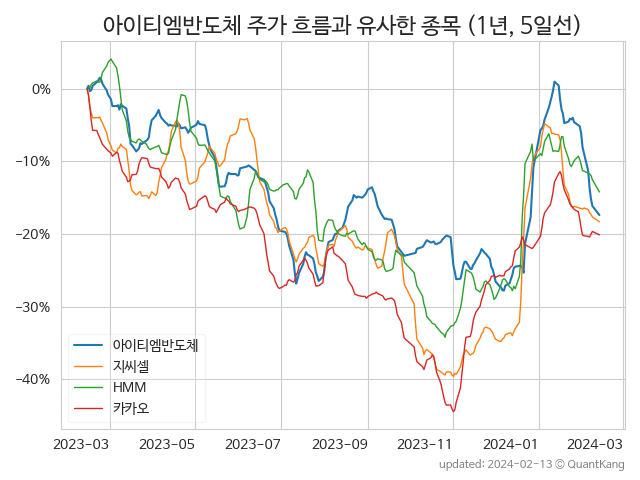 아이티엠반도체 주가 흐름과 유사한 종목 (1년, 5일선)
0%
−10%
−20%
−30%
−40%
아이티엠반도체
지씨셀
HMM
카카오
2023-03 2023-05 2023-07 2023-09 2023-11 2024-01 2024-03
updated: 2024-02-13 © QuantKang